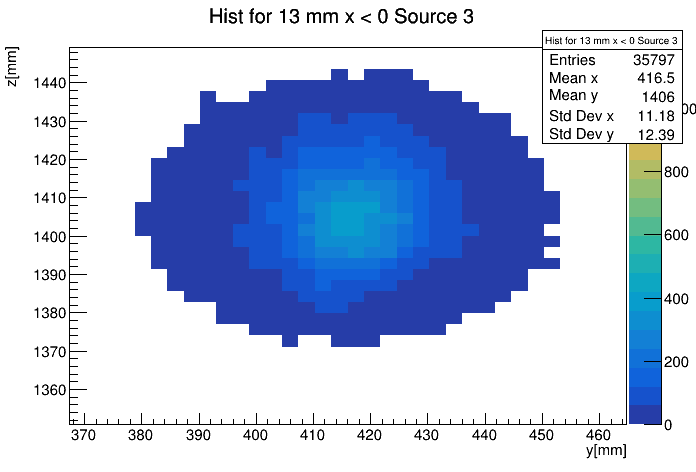 Hist for 13 mm x < 0 Source 3
z[mm]
Hist for 13 mm x < 0 Source 3
Entries 35797
Mean x 416.5
Mean y 1406
Std Dev x 11.18
Std Dev y 12.39
1440
1430
1420
1410
1400
1390
1380
1370
1360
00
800
600
400
200
0
370 380 390 400 410 420 430 440 450 460
y[mm]